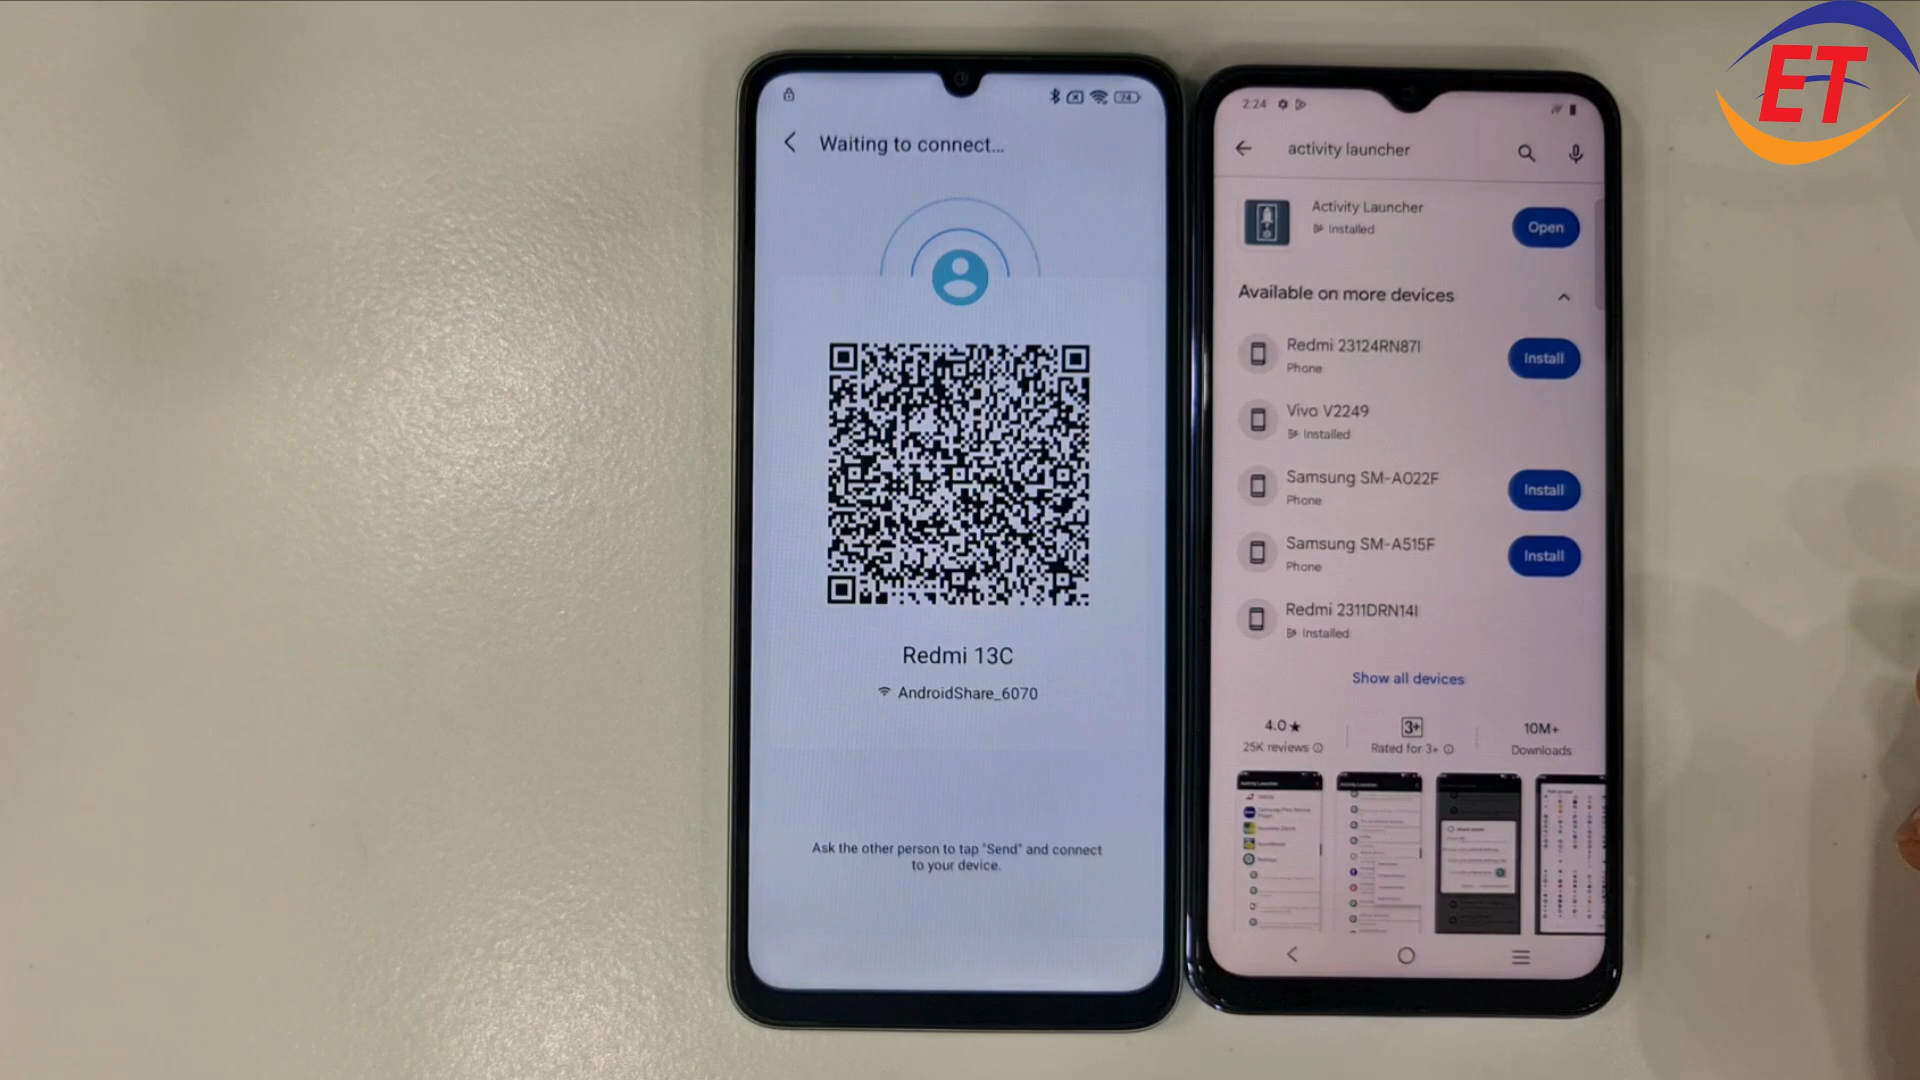 ET
74
Waiting to connect...
Redmi 13C
AndroidShare_6070
Ask the other person to tap "Send" and connect
to your device.
2:24
activity launcher
Activity Launcher
Installed
Open
Available on more devices
Redmi 23124RN87I
Phone
Install
Vivo V2249
Installed
Samsung SM-A022F
Phone
Install
Samsung SM-A515F
Phone
Install
Redmi 2311DRN14I
Installed
Show all devices
4.0★
25K reviews
3+
Rated for 3+
10M+
Downloads